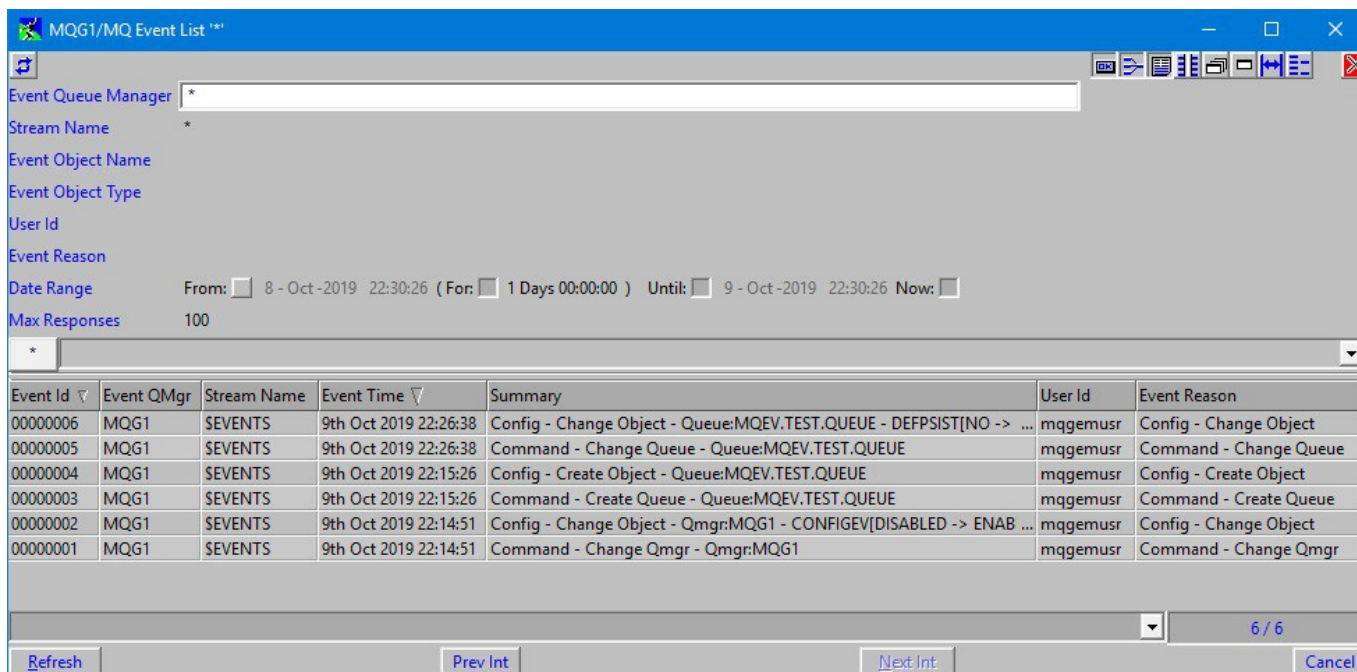 MQG1/MQ Event List '*'
Event Queue Manager *
Stream Name *
Event Object Name
Event Object Type
User Id
Event Reason
Date Range From: 8 - Oct -2019 22:30:26 ( For: 1 Days 00:00:00 ) Until: 9 - Oct -2019 22:30:26 Now:
Max Responses 100
*
Event Id Event QMgr Stream Name Event Time Summary User Id Event Reason
00000006 MQG1 $EVENTS 9th Oct 2019 22:26:38 Config - Change Object - Queue:MQEV.TEST.QUEUE - DEFPSIST[NO -> ... mqgemusr Config - Change Object
00000005 MQG1 $EVENTS 9th Oct 2019 22:26:38 Command - Change Queue - Queue:MQEV.TEST.QUEUE mqgemusr Command - Change Queue
00000004 MQG1 $EVENTS 9th Oct 2019 22:15:26 Config - Create Object - Queue:MQEV.TEST.QUEUE mqgemusr Config - Create Object
00000003 MQG1 $EVENTS 9th Oct 2019 22:15:26 Command - Create Queue - Queue:MQEV.TEST.QUEUE mqgemusr Command - Create Queue
00000002 MQG1 $EVENTS 9th Oct 2019 22:14:51 Config - Change Object - Qmgr:MQG1 - CONFIGEV[DISABLED -> ENAB ... mqgemusr Config - Change Object
00000001 MQG1 $EVENTS 9th Oct 2019 22:14:51 Command - Change Qmgr - Qmgr:MQG1 mqgemusr Command - Change Qmgr
6 / 6
Refresh Prev Int Next Int Cancel